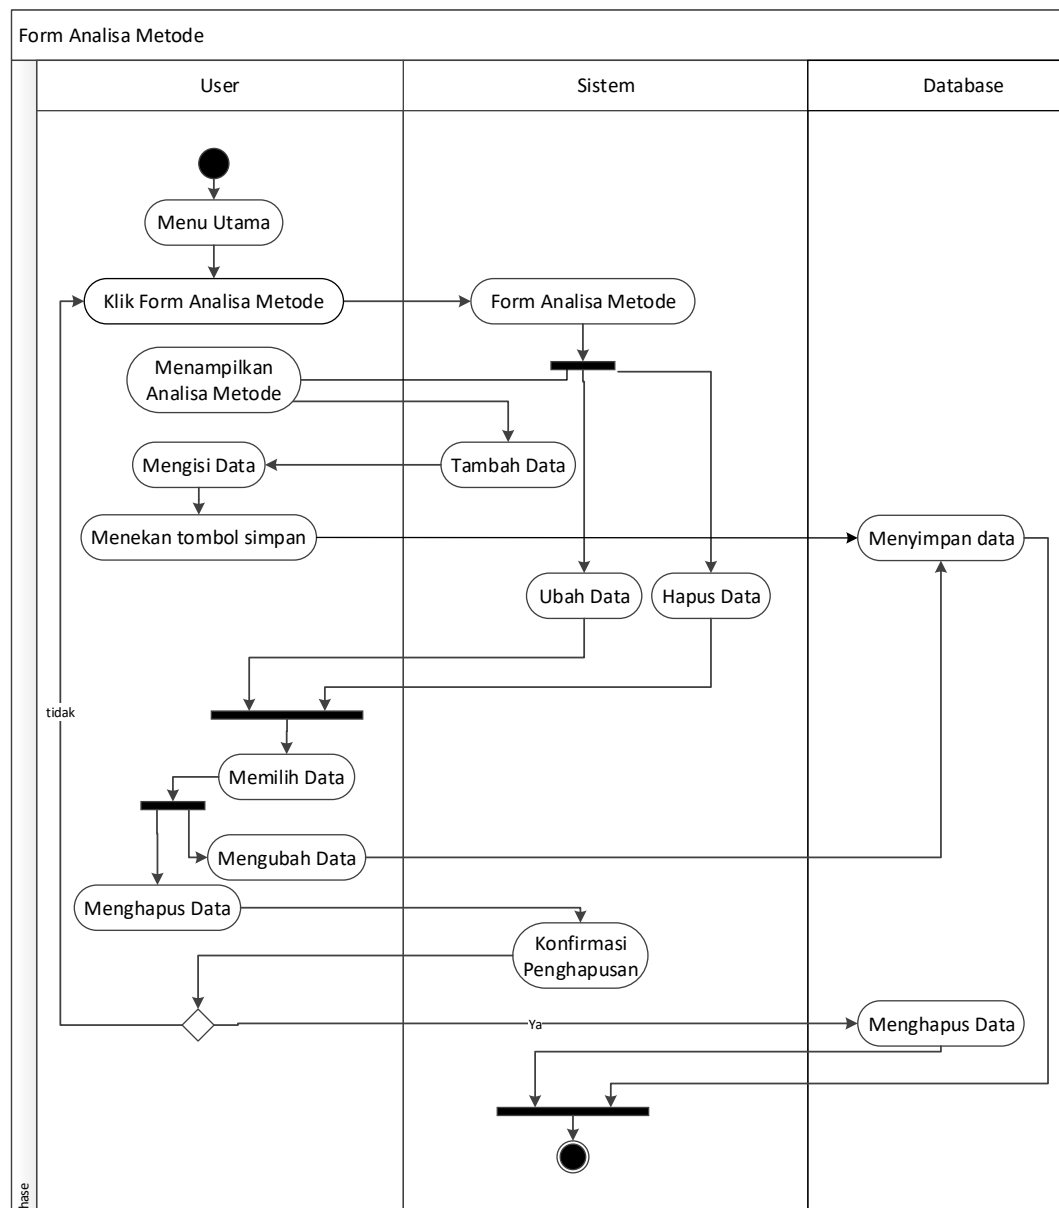 Form Analisa Metode
User
Sistem
Database
Menu Utama
Klik Form Analisa Metode
Form Analisa Metode
Menampilkan
Analisa Metode
Mengisi Data
Tambah Data
Menekan tombol simpan
Menyimpan data
Ubah Data
Hapus Data
tidak
Memilih Data
Mengubah Data
Menghapus Data
Konfirmasi
Penghapusan
Ya
Menghapus Data
hase